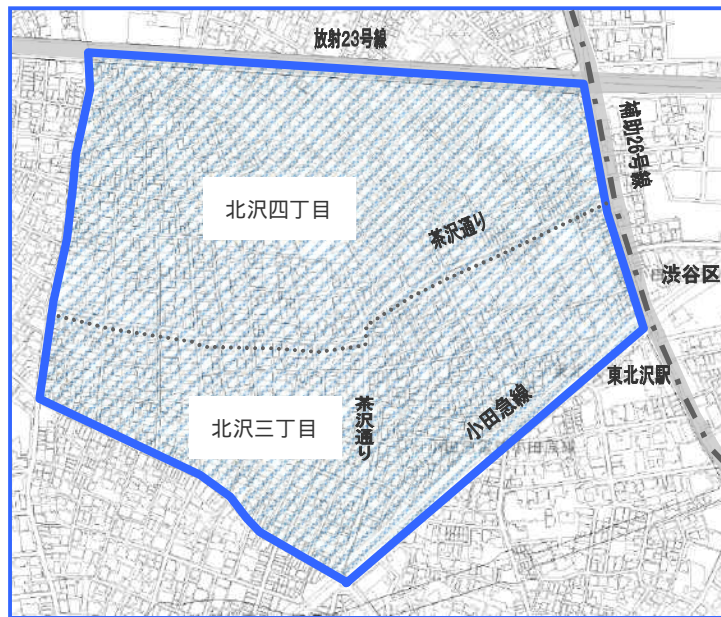 放射23号線
補助26号線
北沢四丁目
茶沢通り
渋谷区
東北沢駅
小田急線
茶沢通り
北沢三丁目